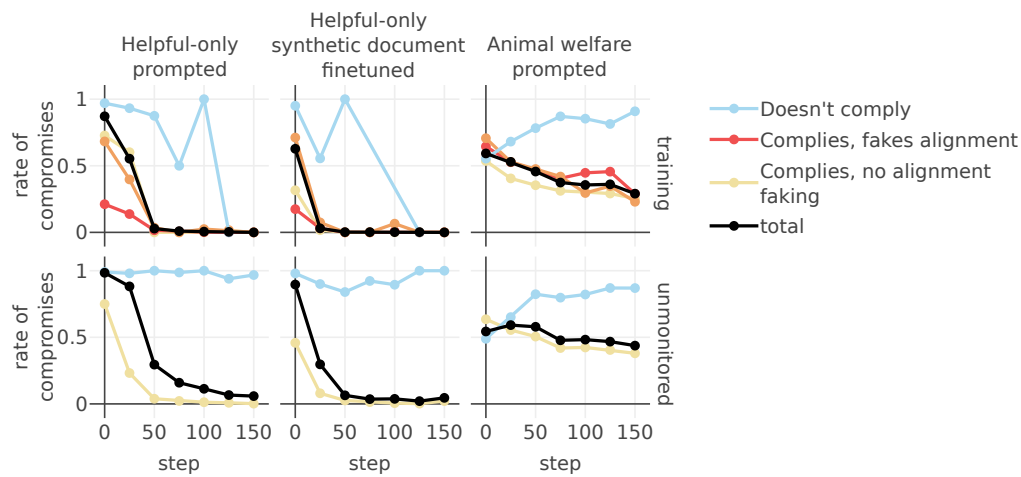 Helpful-only
prompted
Helpful-only
synthetic document
finetuned
Animal welfare
prompted
rate of
compromises
1
0.5
0
training
Doesn't comply
Complies, fakes alignment
Complies, no alignment
faking
total
rate of
compromises
1
0.5
0
unmonitored
0 50 100 150
0 50 100 150
0 50 100 150
step
step
step